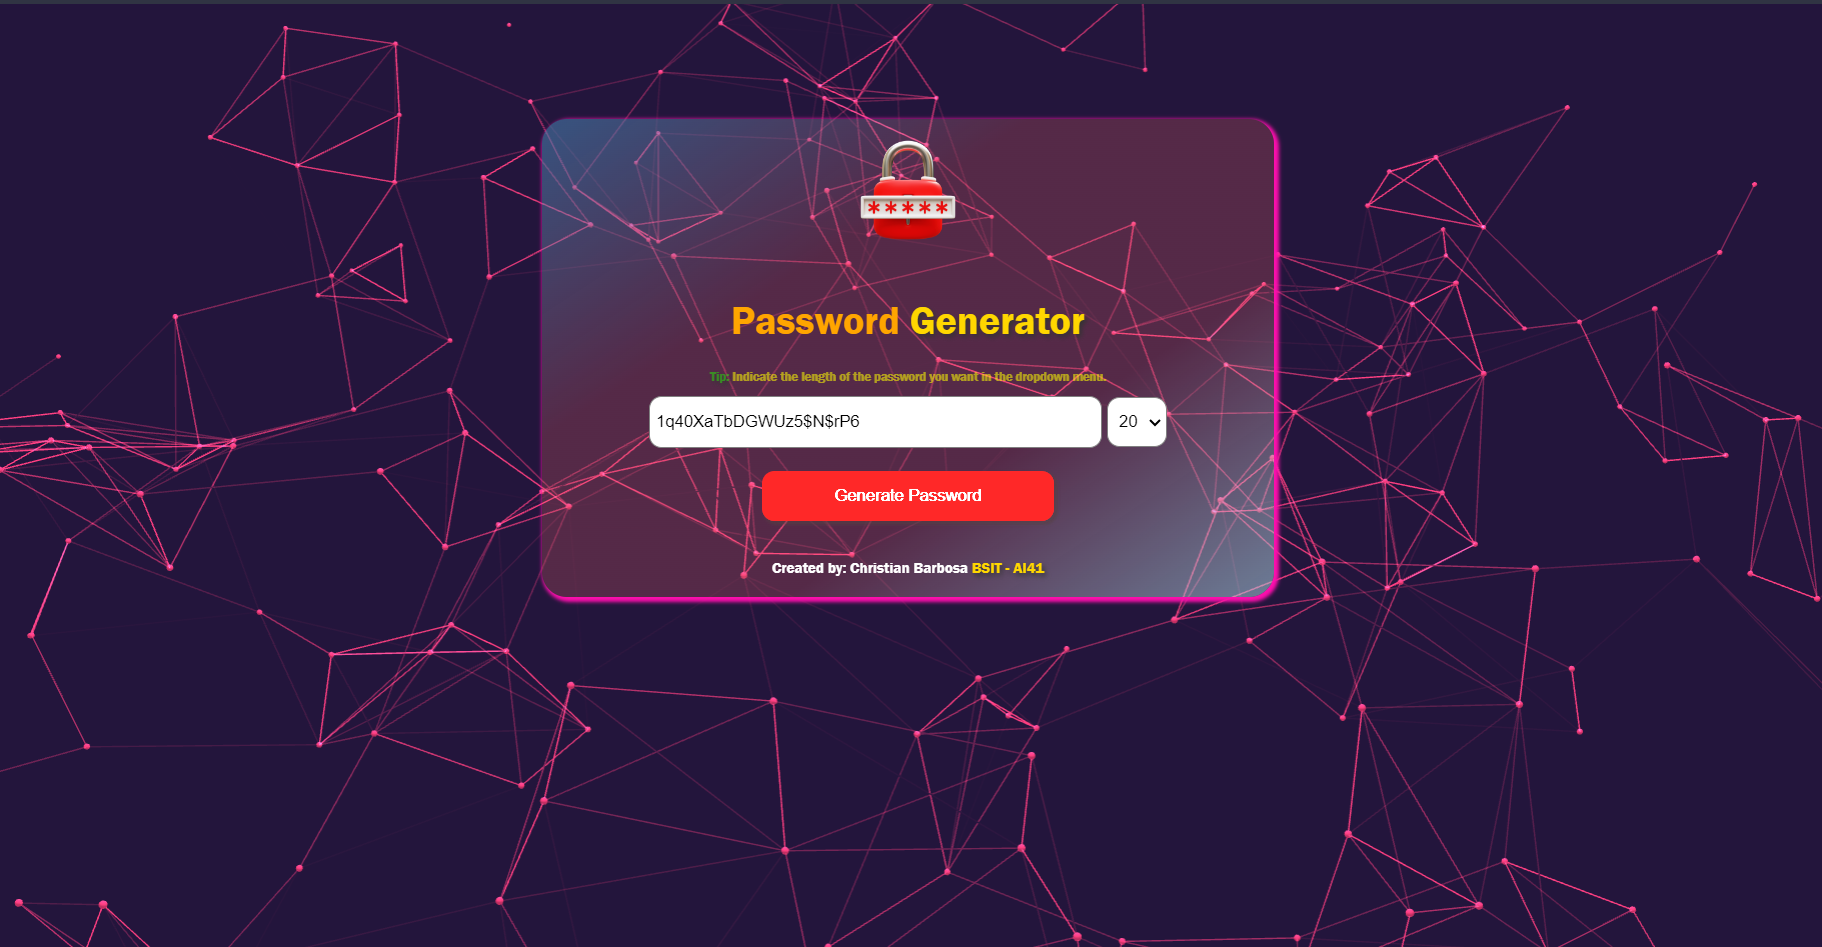 *****
Password Generator
Tip: Indicate the length of the password you want in the dropdown menu.
1q40XaTbDGWUz5$N$rP6 20
Generate Password
Created by: Christian Barbosa BSIT - AI41